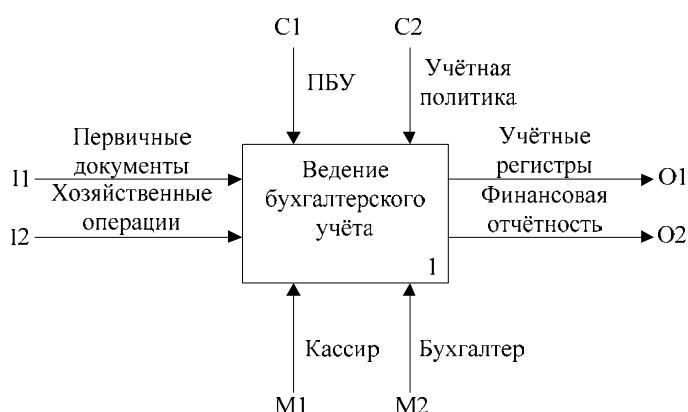 C1
C2
ПБУ
Учётная
политика
Первичные
документы
I1
Хозяйственные
операции
I2
Ведение
бухгалтерского
учёта
1
Учётные
регистры
O1
Финансовая
отчётность
O2
Кассир
Бухгалтер
M1
M2